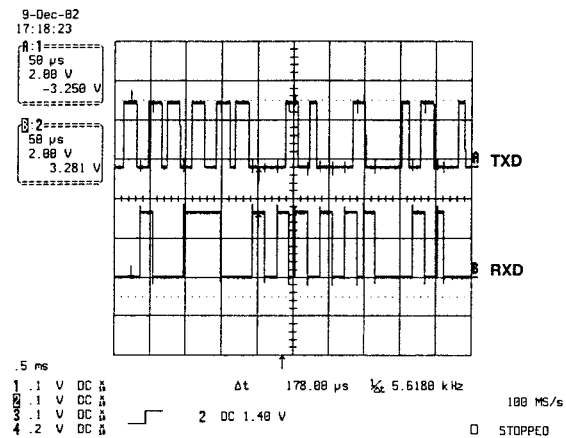 9-Dec-82
17:18:23
A:1
50 µs
2.00 V
-3.250 V
B:2
50 µs
2.00 V
3.281 V
A TXD
B RXD
.5 ms
1 .1 V DC
2 .1 V DC
3 .1 V DC
4 .2 V DC
Δt 178.00 µs 1/Δt 5.6180 kHz
2 DC 1.40 V
100 MS/s
STOPPED